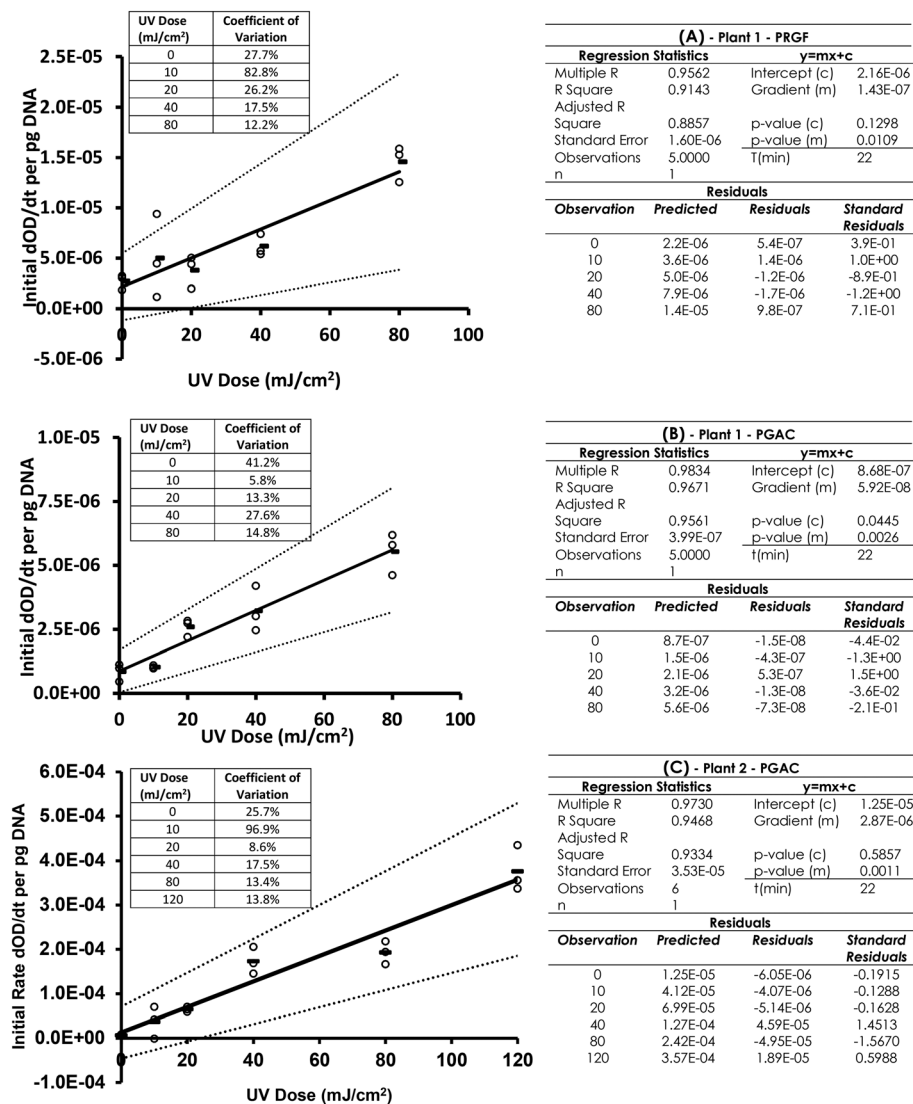 UV Dose (mJ/cm²) Coefficient of Variation
0 27.7%
10 82.8%
20 26.2%
40 17.5%
80 12.2%
2.5E-05
2.0E-05
1.5E-05
1.0E-05
5.0E-06
0.0E+00
-5.0E-06
Initial dOD/dt per pg DNA
0 20 40 60 80 100
UV Dose (mJ/cm²)
(A) - Plant 1 - PRGF
Regression Statistics y=mx+c
Multiple R 0.9562 Intercept (c) 2.16E-06
R Square 0.9143 Gradient (m) 1.43E-07
Adjusted R
Square 0.8857 p-value (c) 0.1298
Standard Error 1.60E-06 p-value (m) 0.0109
Observations 5.0000 T(min) 22
n 1
Residuals
Observation Predicted Residuals Standard Residuals
0 2.2E-06 5.4E-07 3.9E-01
10 3.6E-06 1.4E-06 1.0E+00
20 5.0E-06 -1.2E-06 -8.9E-01
40 7.9E-06 -1.7E-06 -1.2E+00
80 1.4E-05 9.8E-07 7.1E-01
UV Dose (mJ/cm²) Coefficient of Variation
0 41.2%
10 5.8%
20 13.3%
40 27.6%
80 14.8%
1.0E-05
7.5E-06
5.0E-06
2.5E-06
0.0E+00
Initial dOD/dt per pg DNA
0 20 40 60 80 100
UV Dose (mJ/cm²)
(B) - Plant 1 - PGAC
Regression Statistics y=mx+c
Multiple R 0.9834 Intercept (c) 8.68E-07
R Square 0.9671 Gradient (m) 5.92E-08
Adjusted R
Square 0.9561 p-value (c) 0.0445
Standard Error 3.99E-07 p-value (m) 0.0026
Observations 5.0000 t(min) 22
n 1
Residuals
Observation Predicted Residuals Standard Residuals
0 8.7E-07 -1.5E-08 -4.4E-02
10 1.5E-06 -4.3E-07 -1.3E+00
20 2.1E-06 5.3E-07 1.5E+00
40 3.2E-06 -1.3E-08 -3.6E-02
80 5.6E-06 -7.3E-08 -2.1E-01
UV Dose (mJ/cm²) Coefficient of Variation
0 25.7%
10 96.9%
20 8.6%
40 17.5%
80 13.4%
120 13.8%
6.0E-04
5.0E-04
4.0E-04
3.0E-04
2.0E-04
1.0E-04
0.0E+00
-1.0E-04
Initial Rate dOD/dt per pg DNA
0 20 40 60 80 100 120
UV Dose (mJ/cm²)
(C) - Plant 2 - PGAC
Regression Statistics y=mx+c
Multiple R 0.9730 Intercept (c) 1.25E-05
R Square 0.9468 Gradient (m) 2.87E-06
Adjusted R
Square 0.9334 p-value (c) 0.5857
Standard Error 3.53E-05 p-value (m) 0.0011
Observations 6 t(min) 22
n 1
Residuals
Observation Predicted Residuals Standard Residuals
0 1.25E-05 -6.05E-06 -0.1915
10 4.12E-05 -4.07E-06 -0.1288
20 6.99E-05 -5.14E-06 -0.1628
40 1.27E-04 4.59E-05 1.4513
80 2.42E-04 -4.95E-05 -1.5670
120 3.57E-04 1.89E-05 0.5988